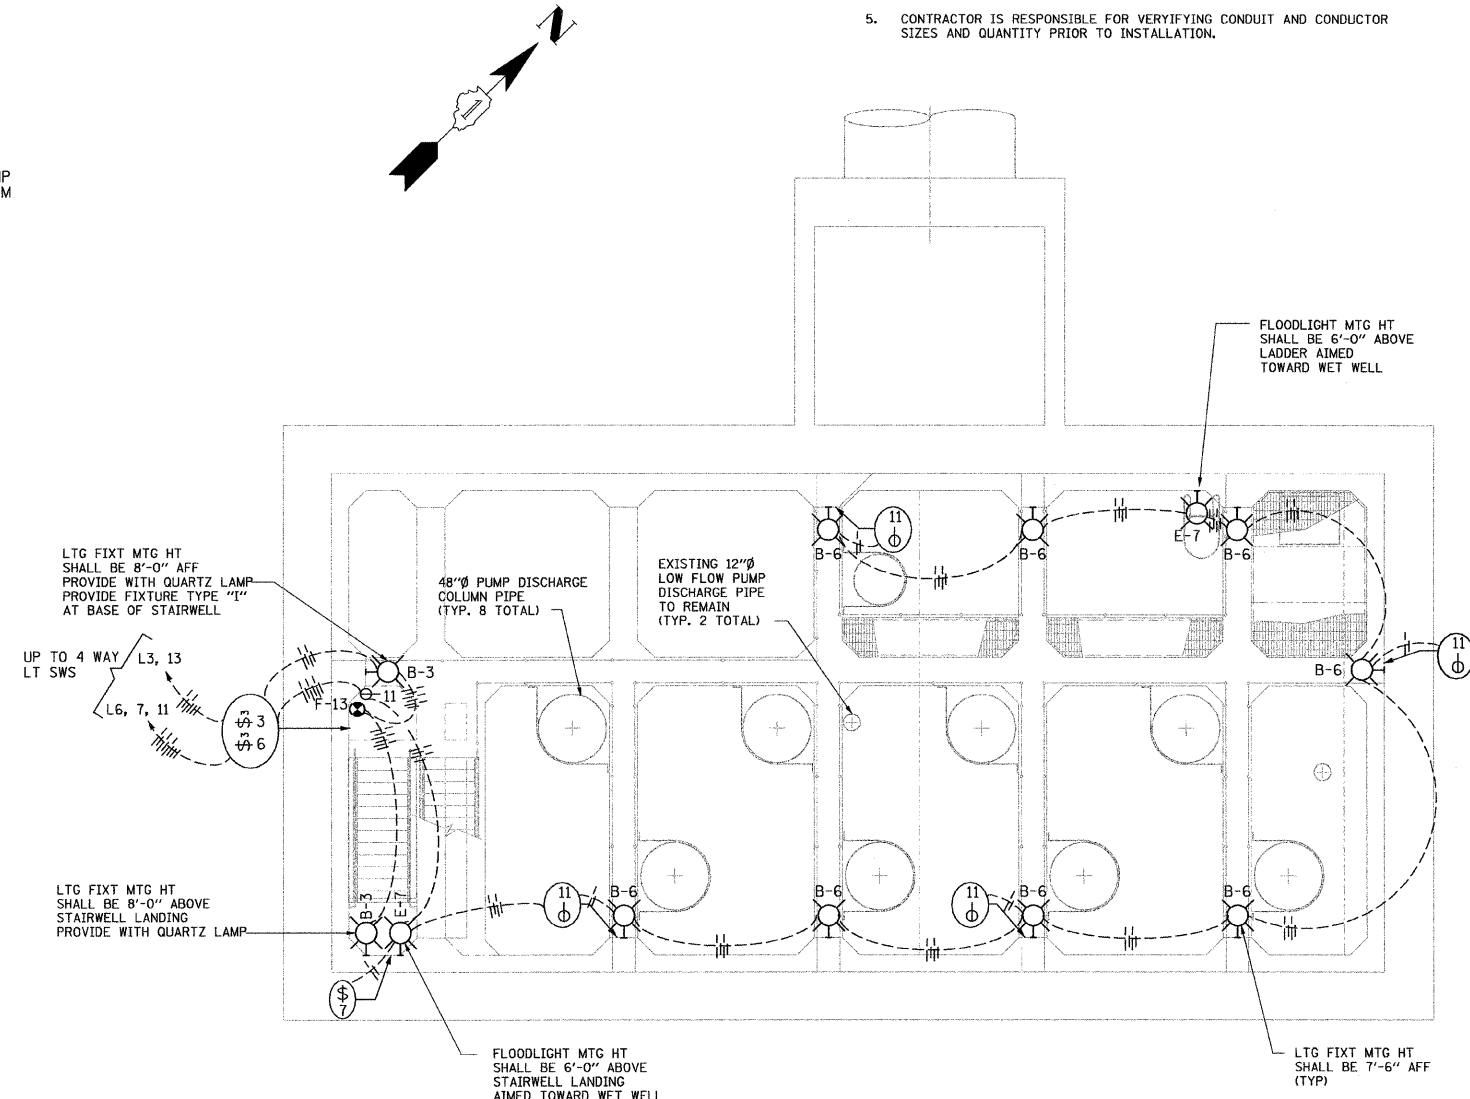 5. CONTRACTOR IS RESPONSIBLE FOR VERYIFYING CONDUIT AND CONDUCTOR
SIZES AND QUANTITY PRIOR TO INSTALLATION.
N
1
P
M
FLOODLIGHT MTG HT
SHALL BE 6'-0" ABOVE
LADDER AIMED
TOWARD WET WELL
LTG FIXT MTG HT
SHALL BE 8'-0" AFF
PROVIDE WITH QUARTZ LAMP
PROVIDE FIXTURE TYPE "I"
AT BASE OF STAIRWELL
48"Ø PUMP DISCHARGE
COLUMN PIPE
(TYP. 8 TOTAL)
EXISTING 12"Ø
LOW FLOW PUMP
DISCHARGE PIPE
TO REMAIN
(TYP. 2 TOTAL)
B-6
11
B-6
E-7
B-6
UP TO 4 WAY
LT SWS
L3, 13
L6, 7, 11
B-3
11
F-13
$ $3 3
$3 6
B-6
11
LTG FIXT MTG HT
SHALL BE 8'-0" ABOVE
STAIRWELL LANDING
PROVIDE WITH QUARTZ LAMP
B-3
E-7
11
B-6
B-6
11
B-6
B-6
$
7
FLOODLIGHT MTG HT
SHALL BE 6'-0" ABOVE
STAIRWELL LANDING
AIMED TOWARD WET WELL
LTG FIXT MTG HT
SHALL BE 7'-6" AFF
(TYP)